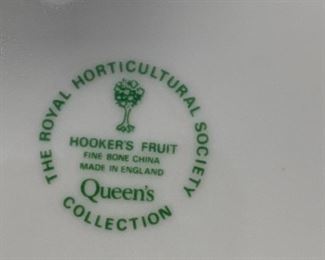 THE ROYAL HORTICULTURAL SOCIETY
HOOKER'S FRUIT
FINE BONE CHINA
MADE IN ENGLAND
Queen's
COLLECTION